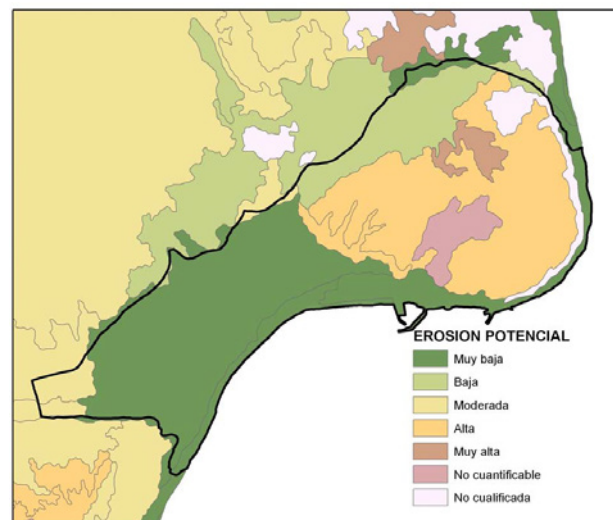 EROSION POTENCIAL
Muy baja
Baja
Moderada
Alta
Muy alta
No cuantificable
No cualificada